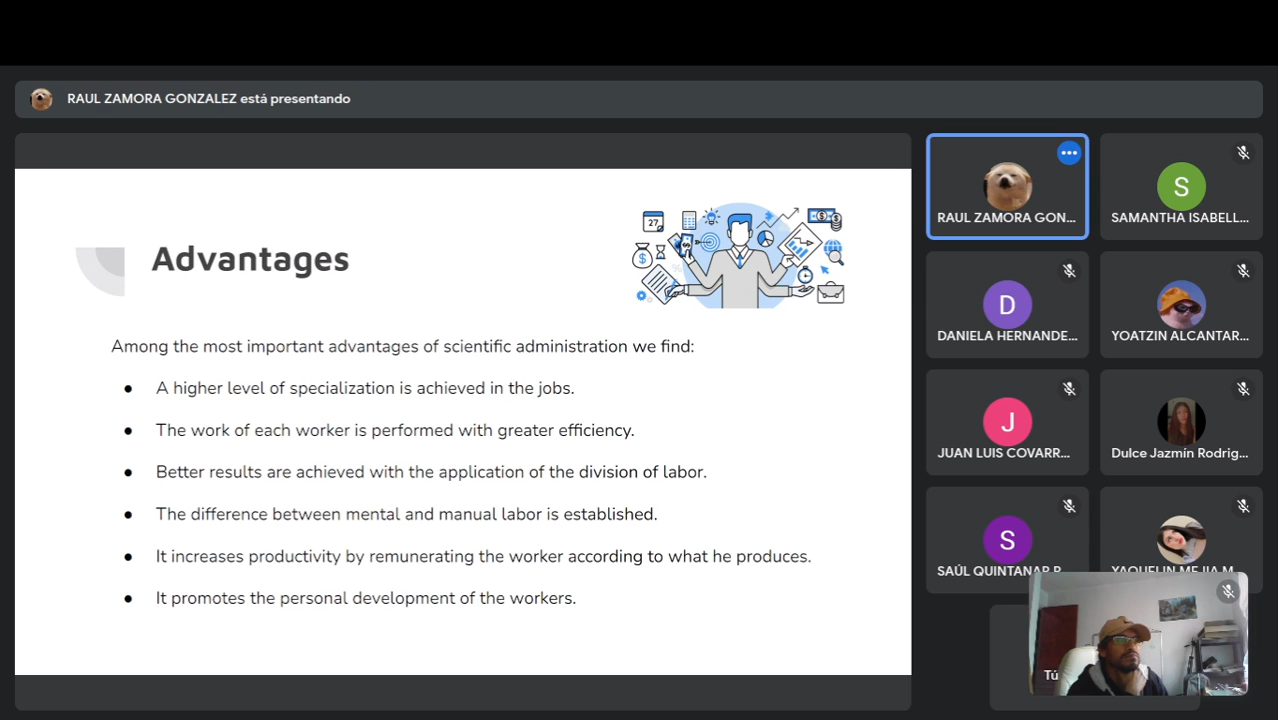 RAUL ZAMORA GONZALEZ está presentando
Advantages
27
Among the most important advantages of scientific administration we find:
● A higher level of specialization is achieved in the jobs.
● The work of each worker is performed with greater efficiency.
● Better results are achieved with the application of the division of labor.
● The difference between mental and manual labor is established.
● It increases productivity by remunerating the worker according to what he produces.
● It promotes the personal development of the workers.
RAUL ZAMORA GON...
S
SAMANTHA ISABELL...
D
DANIELA HERNANDE...
YOATZIN ALCANTAR...
J
JUAN LUIS COVARR...
Dulce Jazmín Rodrig...
S
SAÚL QUINTANAR
YAQUELIN MEJIA M
Tú